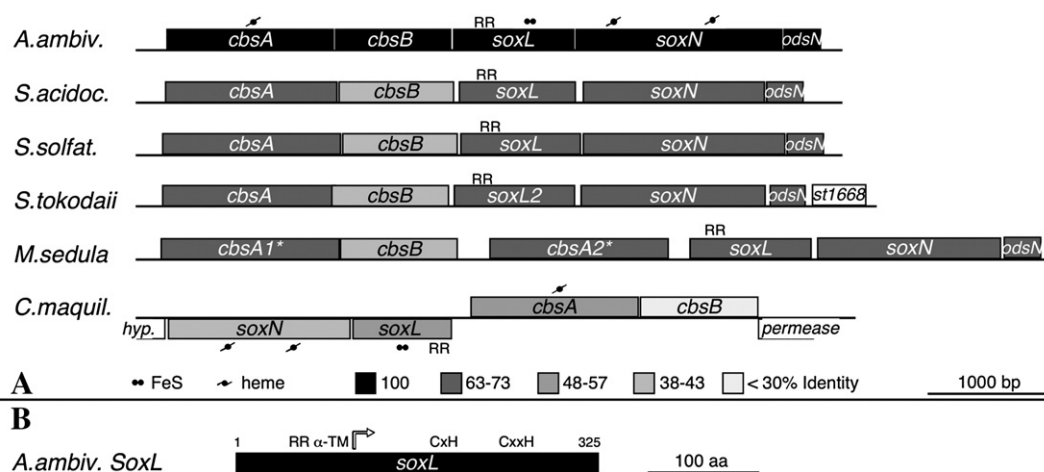 RR
A.ambiv. cbsA cbsB soxL soxN odsN
RR
S.acidoc. cbsA cbsB soxL soxN odsN
RR
S.solfat. cbsA cbsB soxL soxN odsN
RR
S.tokodaii cbsA cbsB soxL2 soxN odsN st1668
RR
M.sedula cbsA1* cbsB cbsA2* soxL soxN odsN
C.maquil. cbsA cbsB
hyp. soxN soxL permease
RR
A FeS heme 100 63-73 48-57 38-43 < 30% Identity 1000 bp
B
1 RR α-TM CxH CxxH 325
A.ambiv. SoxL soxL 100 aa